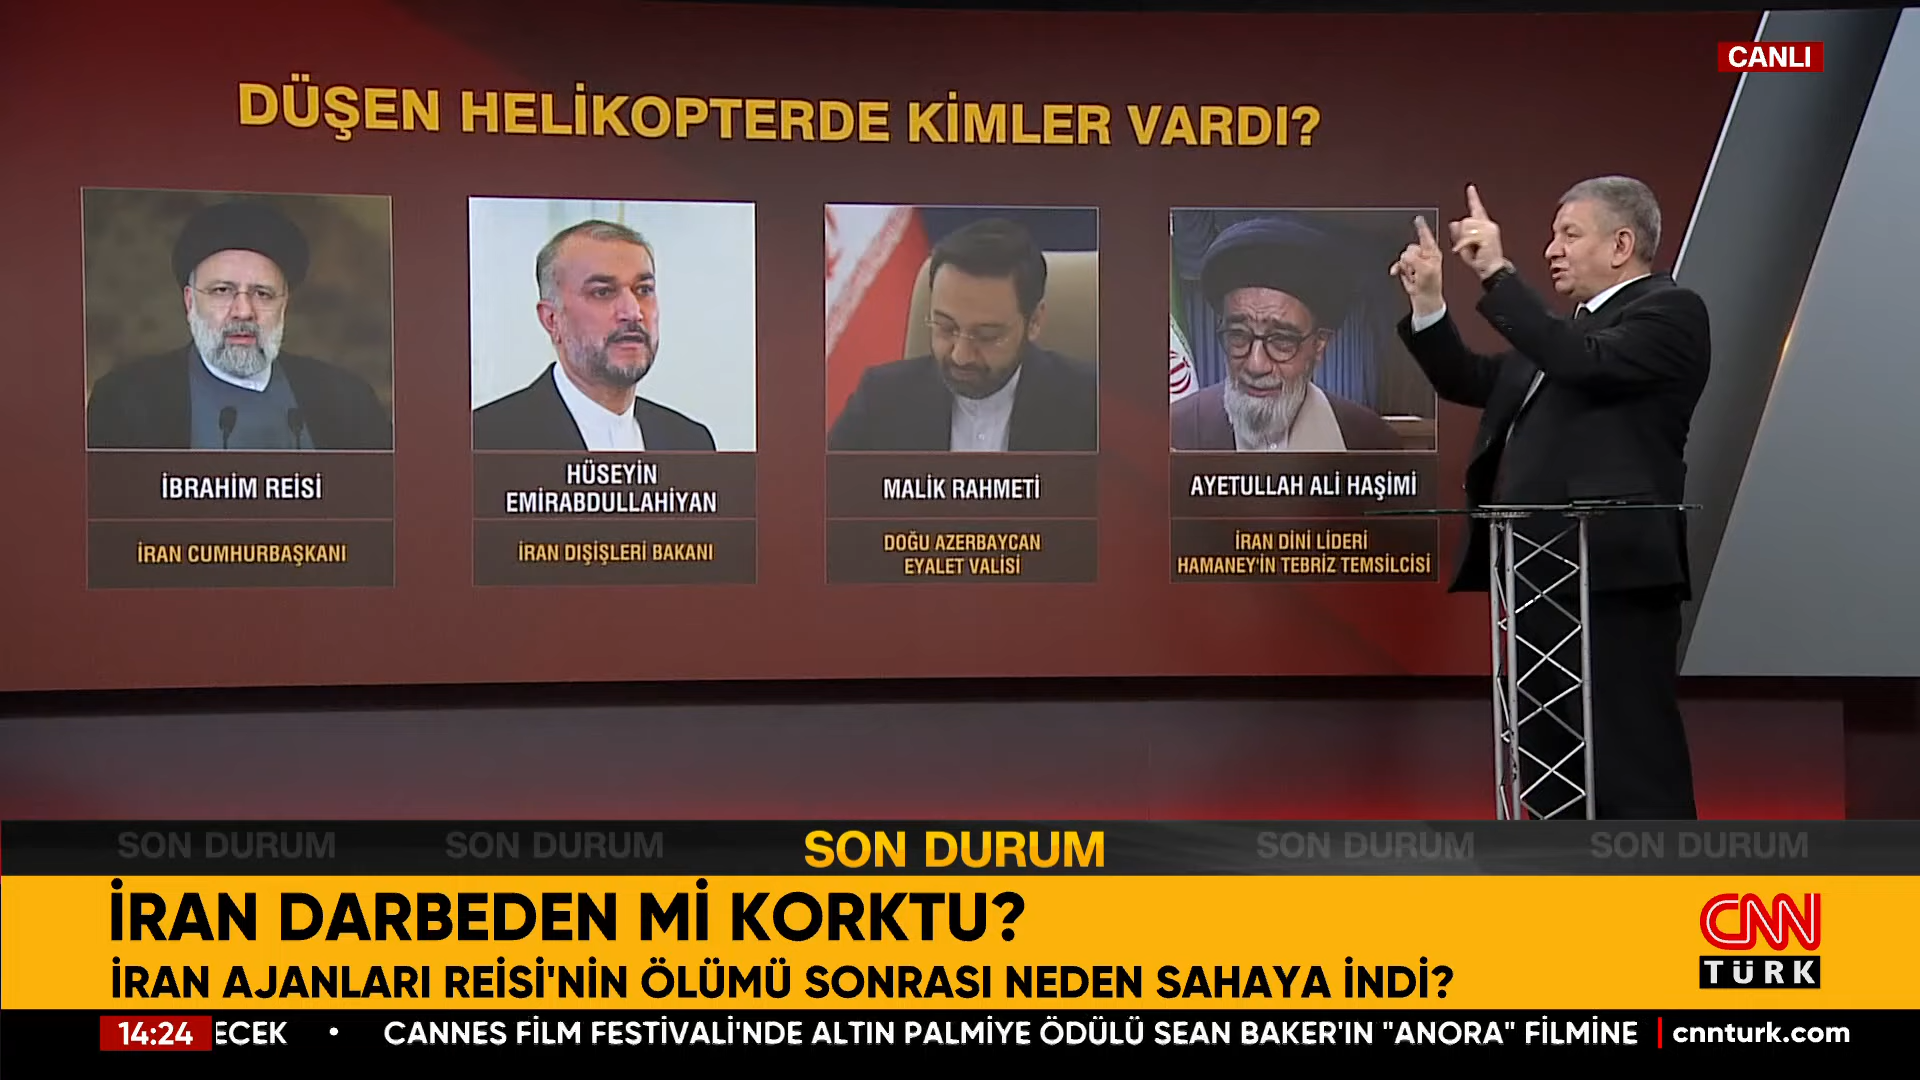 CANLI
DÜŞEN HELİKOPTERDE KİMLER VARDI?
İBRAHİM REİSİ
İRAN CUMHURBAŞKANI
HÜSEYİN
EMİRABDULLAHİYAN
İRAN DIŞİŞLERİ BAKANI
MALİK RAHMETİ
DOĞU AZERBAYCAN
EYALET VALİSİ
AYETULLAH ALİ HAŞİMİ
İRAN DİNİ LİDERİ
HAMANEY'İN TEBRİZ TEMSİLCİSİ
SON DURUM SON DURUM SON DURUM SON DURUM SON DURUM
İRAN DARBEDEN Mİ KORKTU?
İRAN AJANLARI REİSİ'NİN ÖLÜMÜ SONRASI NEDEN SAHAYA İNDİ?
CNN
TÜRK
14:24 ECEK • CANNES FİLM FESTİVALİ'NDE ALTIN PALMİYE ÖDÜLÜ SEAN BAKER'IN "ANORA" FİLMİNE cnnturk.com